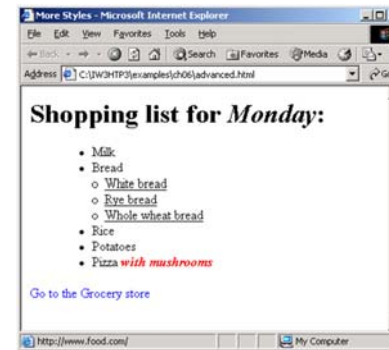 More Styles - Microsoft Internet Explorer
File Edit View Favorites Tools Help
Back Search Favorites Media
Address C:\IW3HTP3\examples\ch06\advanced.html
Shopping list for Monday:
• Milk
• Bread
o White bread
o Rye bread
o Whole wheat bread
• Rice
• Potatoes
• Pizza with mushrooms
Go to the Grocery store
http://www.food.com/ My Computer